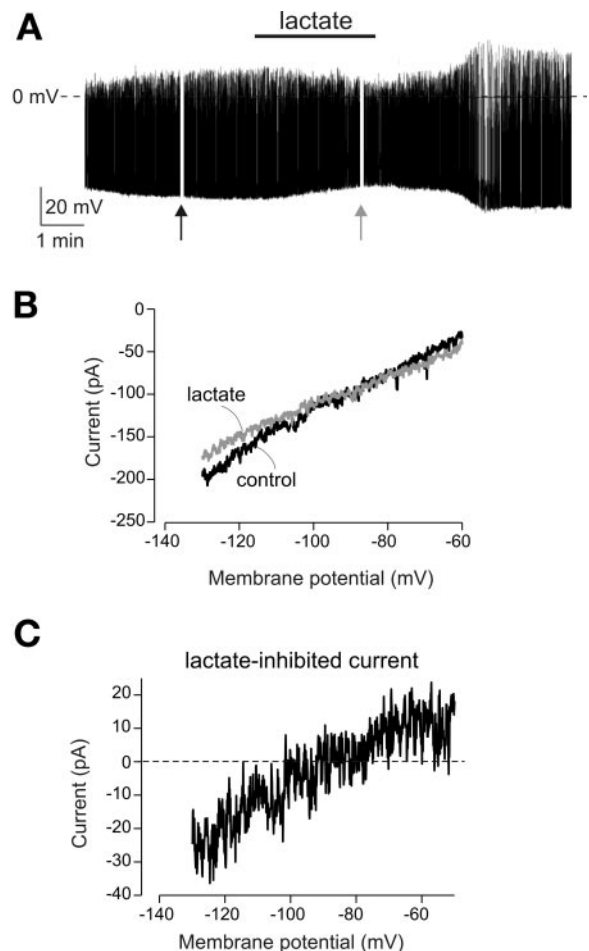 A
lactate
0 mV
20 mV
1 min
B
0
-50
-100
-150
-200
-250
Current (pA)
lactate
control
-140
-120
-100
-80
-60
Membrane potential (mV)
C
lactate-inhibited current
20
10
0
-10
-20
-30
-40
Current (pA)
-140
-120
-100
-80
-60
Membrane potential (mV)